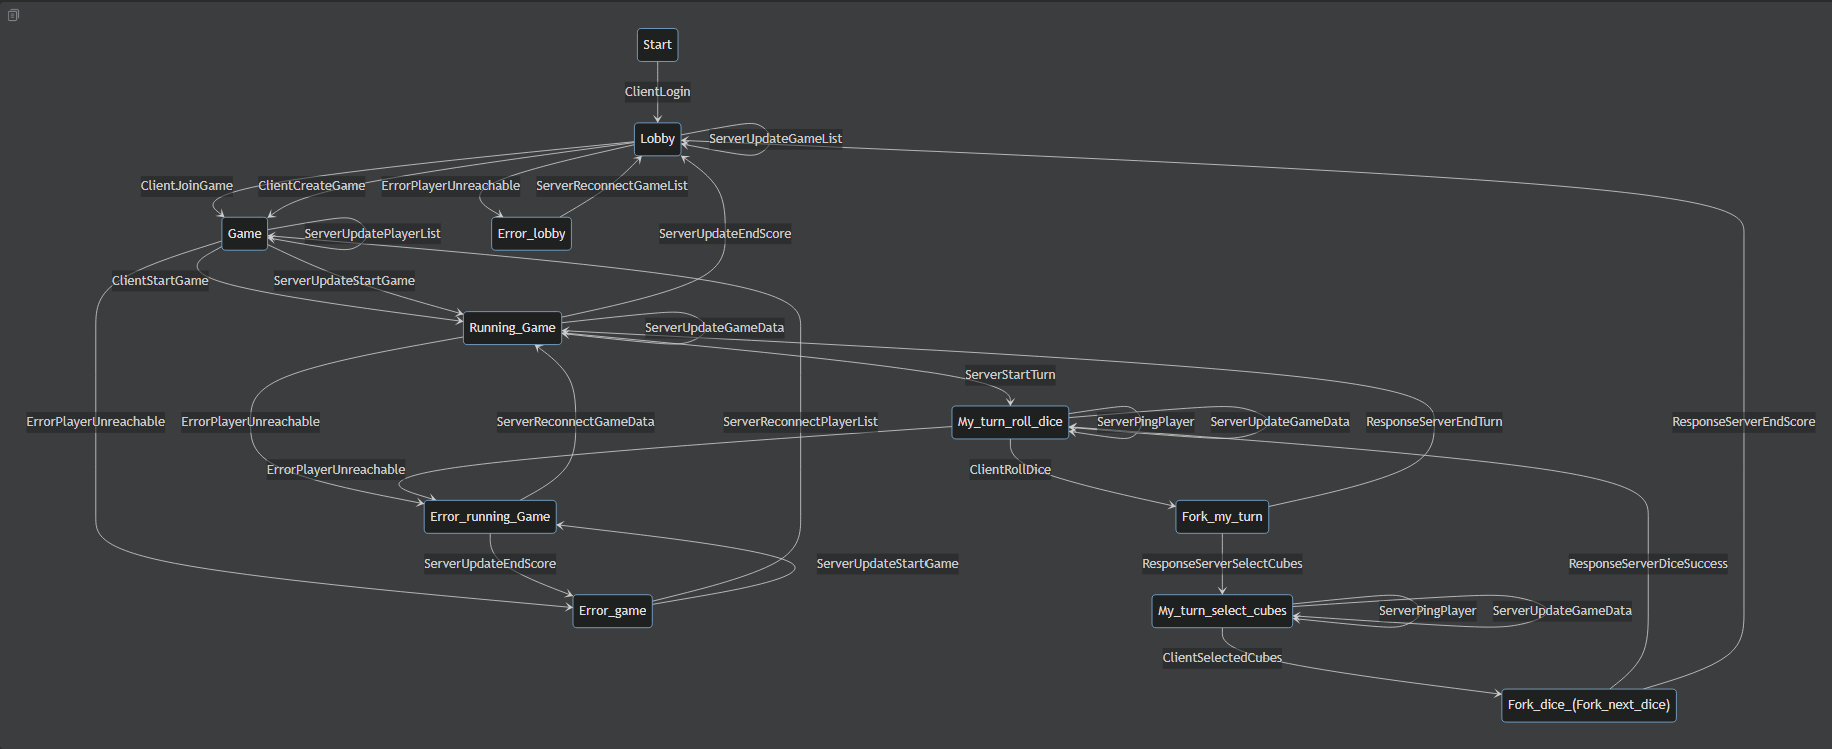 Start
ClientLogin
Lobby
ServerUpdateGameList
ClientJoinGame
ClientCreateGame
ErrorPlayerUnreachable
ServerReconnectGameList
Game
ServerUpdatePlayerList
Error_lobby
ServerUpdateEndScore
ClientStartGame
ServerUpdateStartGame
Running_Game
ServerUpdateGameData
ServerStartTurn
ErrorPlayerUnreachable
ErrorPlayerUnreachable
ServerReconnectGameData
ServerReconnectPlayerList
My_turn_roll_dice
ServerPingPlayer
ServerUpdateGameData
ResponseServerEndTurn
ResponseServerEndScore
ErrorPlayerUnreachable
ClientRollDice
Error_running_Game
Fork_my_turn
ServerUpdateEndScore
ServerUpdateStartGame
ResponseServerSelectCubes
ResponseServerDiceSuccess
Error_game
My_turn_select_cubes
ServerPingPlayer
ServerUpdateGameData
ClientSelectedCubes
Fork_dice_(Fork_next_dice)